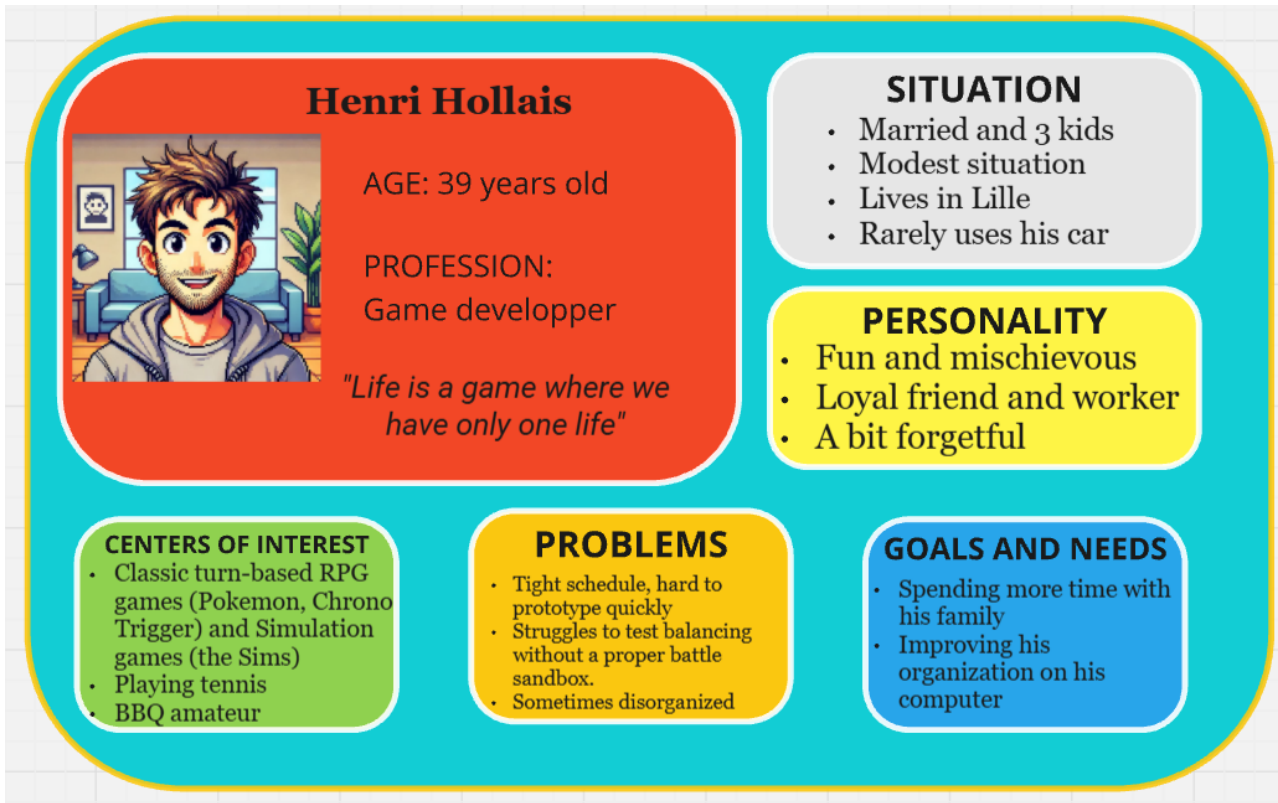 Henri Hollais
AGE: 39 years old
PROFESSION:
Game developper
"Life is a game where we
have only one life"
SITUATION
• Married and 3 kids
• Modest situation
• Lives in Lille
• Rarely uses his car
PERSONALITY
• Fun and mischievous
• Loyal friend and worker
• A bit forgetful
CENTERS OF INTEREST
• Classic turn-based RPG
games (Pokemon, Chrono
Trigger) and Simulation
games (the Sims)
• Playing tennis
• BBQ amateur
PROBLEMS
• Tight schedule, hard to
prototype quickly
• Struggles to test balancing
without a proper battle
sandbox.
• Sometimes disorganized
GOALS AND NEEDS
• Spending more time with
his family
• Improving his
organization on his
computer